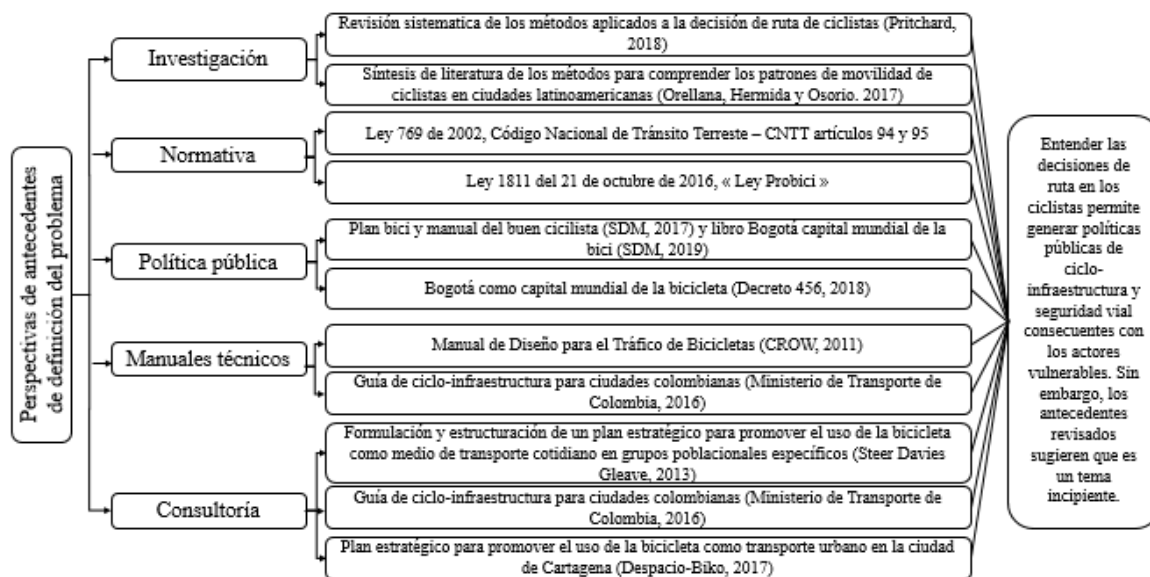 Perspectivas de antecedentes
de definición del problema
Investigación
Revisión sistematica de los métodos aplicados a la decisión de ruta de ciclistas (Pritchard,
2018)
Síntesis de literatura de los métodos para comprender los patrones de movilidad de
ciclistas en ciudades latinoamericanas (Orellana, Hermida y Osorio. 2017)
Normativa
Ley 769 de 2002, Código Nacional de Tránsito Terreste – CNTT artículos 94 y 95
Ley 1811 del 21 de octubre de 2016, « Ley Probici »
Política pública
Plan bici y manual del buen cicilista (SDM, 2017) y libro Bogotá capital mundial de la
bici (SDM, 2019)
Bogotá como capital mundial de la bicicleta (Decreto 456, 2018)
Manuales técnicos
Manual de Diseño para el Tráfico de Bicicletas (CROW, 2011)
Guía de ciclo-infraestructura para ciudades colombianas (Ministerio de Transporte de
Colombia, 2016)
Consultoría
Formulación y estructuración de un plan estratégico para promover el uso de la bicicleta
como medio de transporte cotidiano en grupos poblacionales específicos (Steer Davies
Gleave, 2013)
Guía de ciclo-infraestructura para ciudades colombianas (Ministerio de Transporte de
Colombia, 2016)
Plan estratégico para promover el uso de la bicicleta como transporte urbano en la ciudad
de Cartagena (Despacio-Biko, 2017)
Entender las
decisiones de
ruta en los
ciclistas permite
generar políticas
públicas de
ciclo-
infraestructura y
seguridad vial
consecuentes con
los actores
vulnerables. Sin
embargo, los
antecedentes
revisados
sugieren que es
un tema
incipiente.